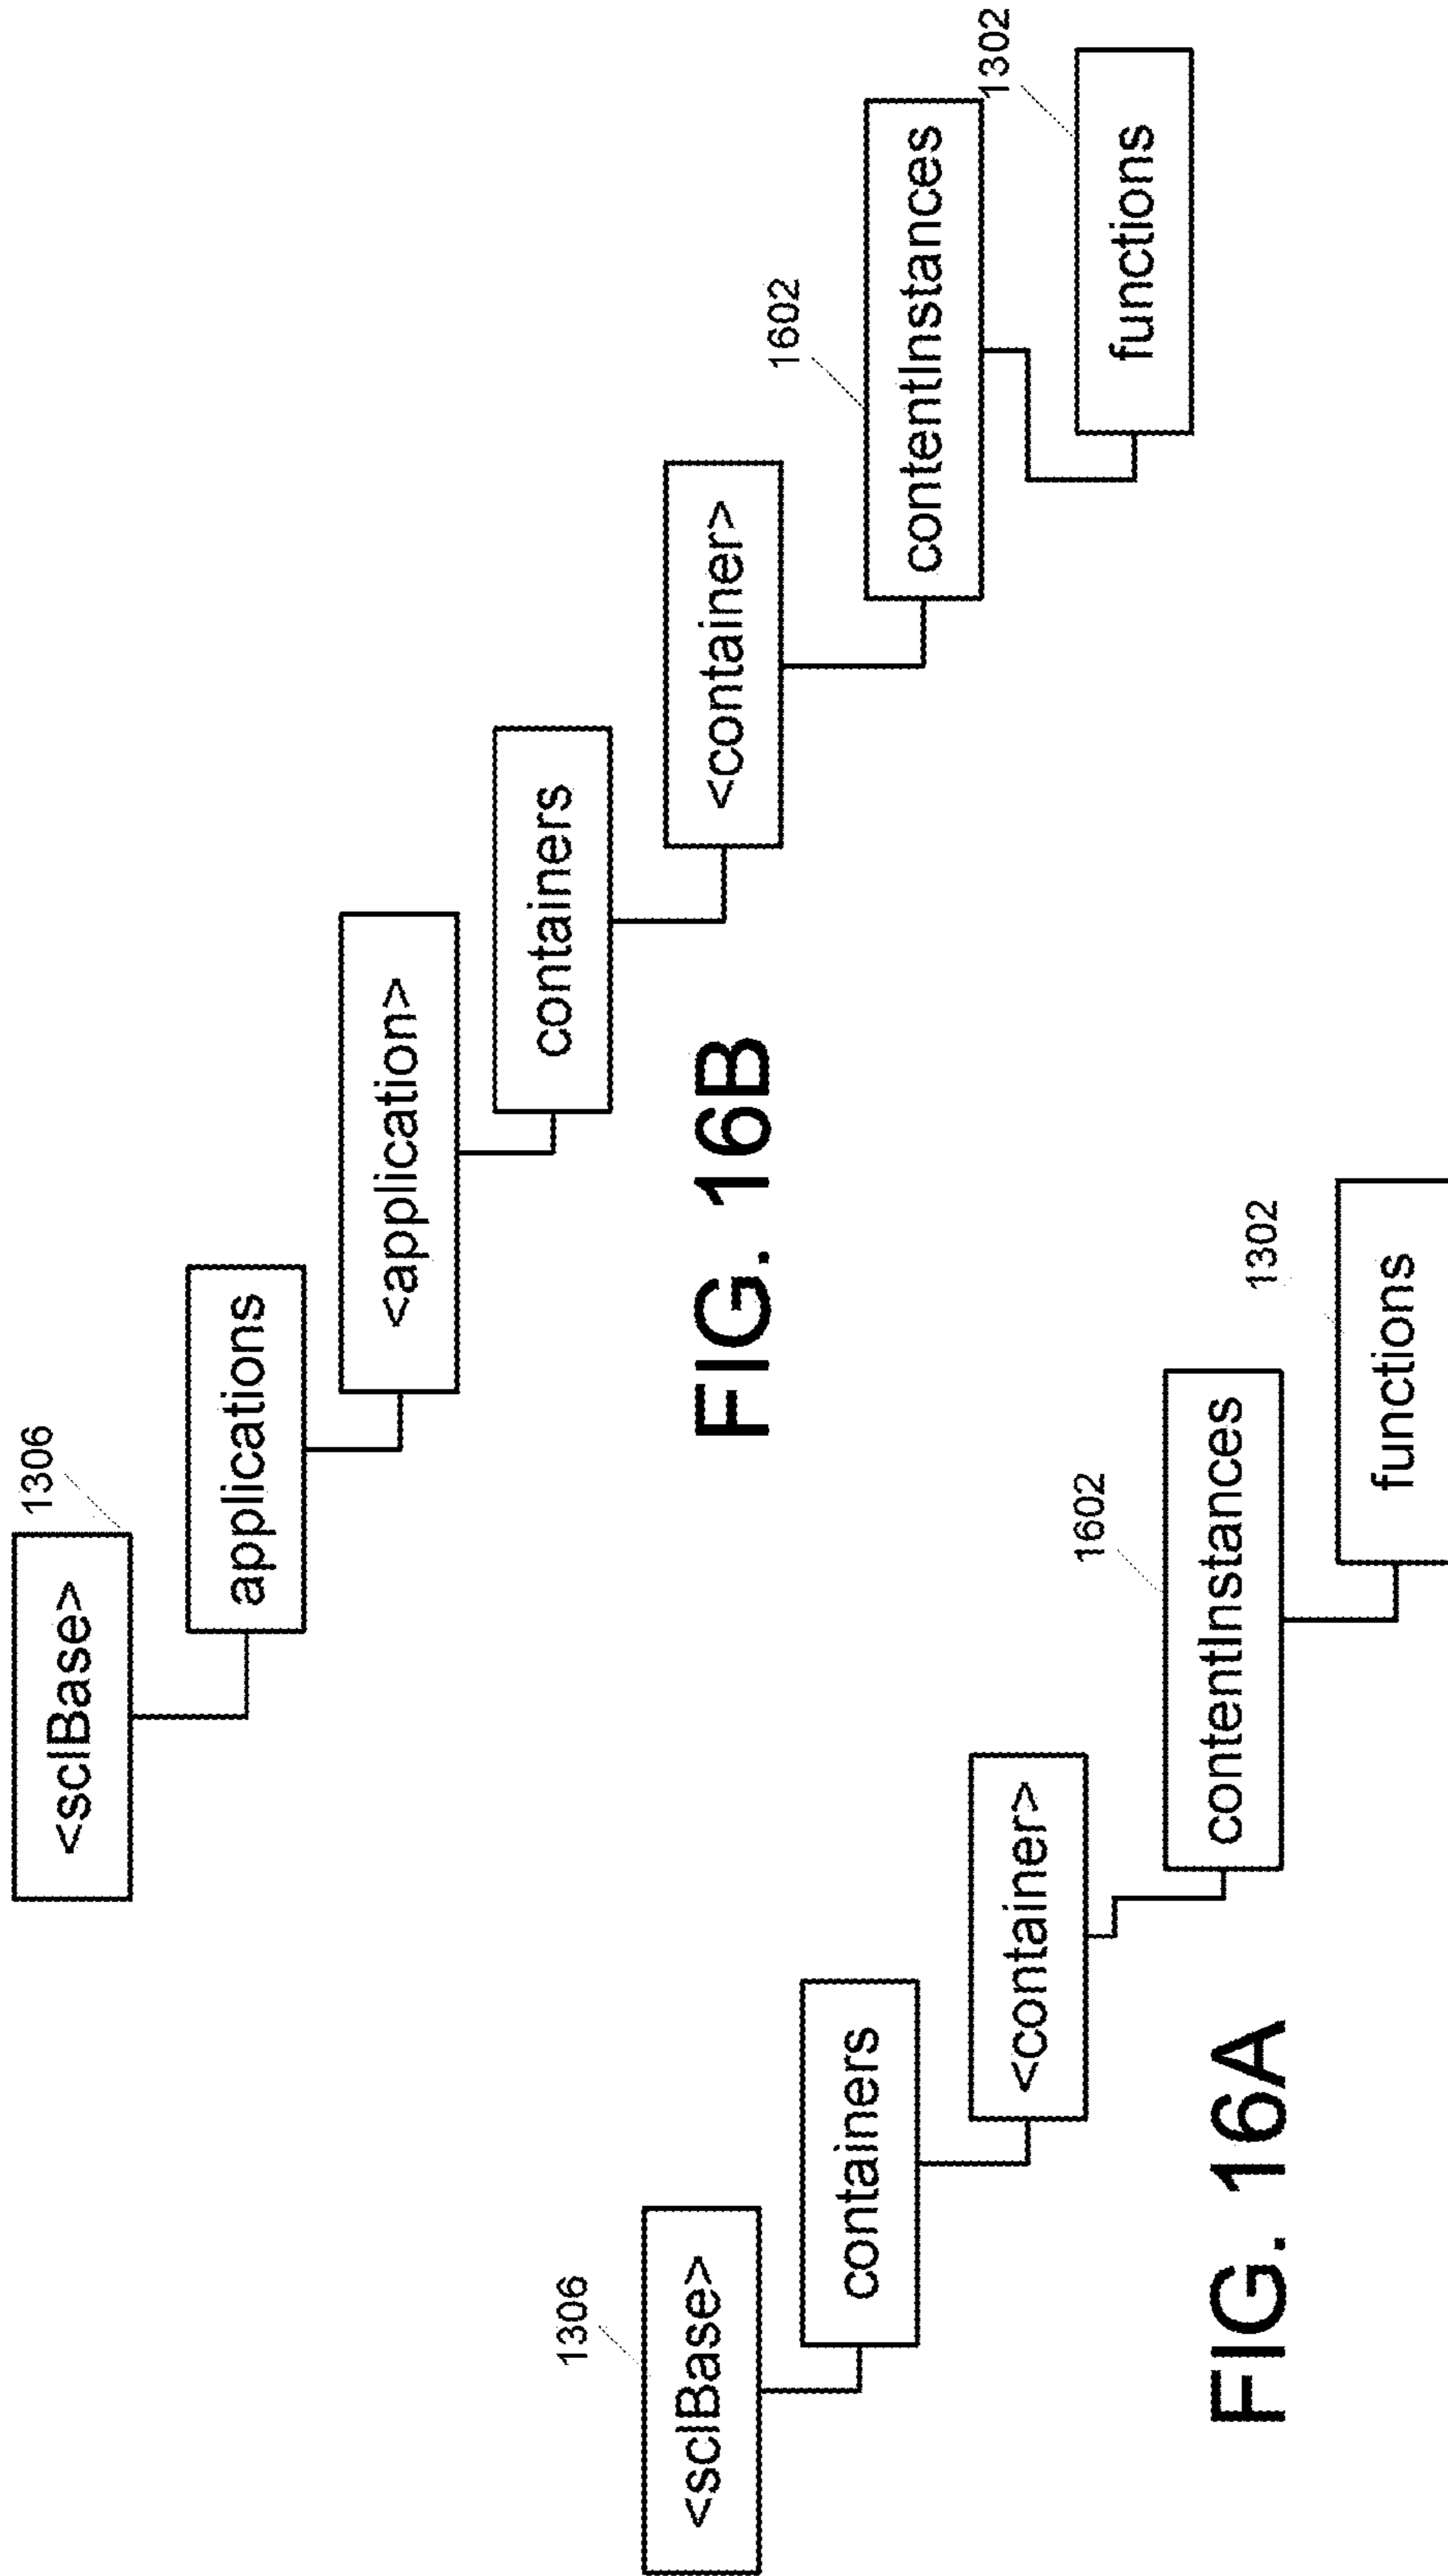 1306
<sclBase>
containers
<container>
1602
contentInstances
1302
functions
FIG. 16A
1306
<sclBase>
applications
<application>
containers
<container>
1602
contentInstances
1302
functions
FIG. 16B